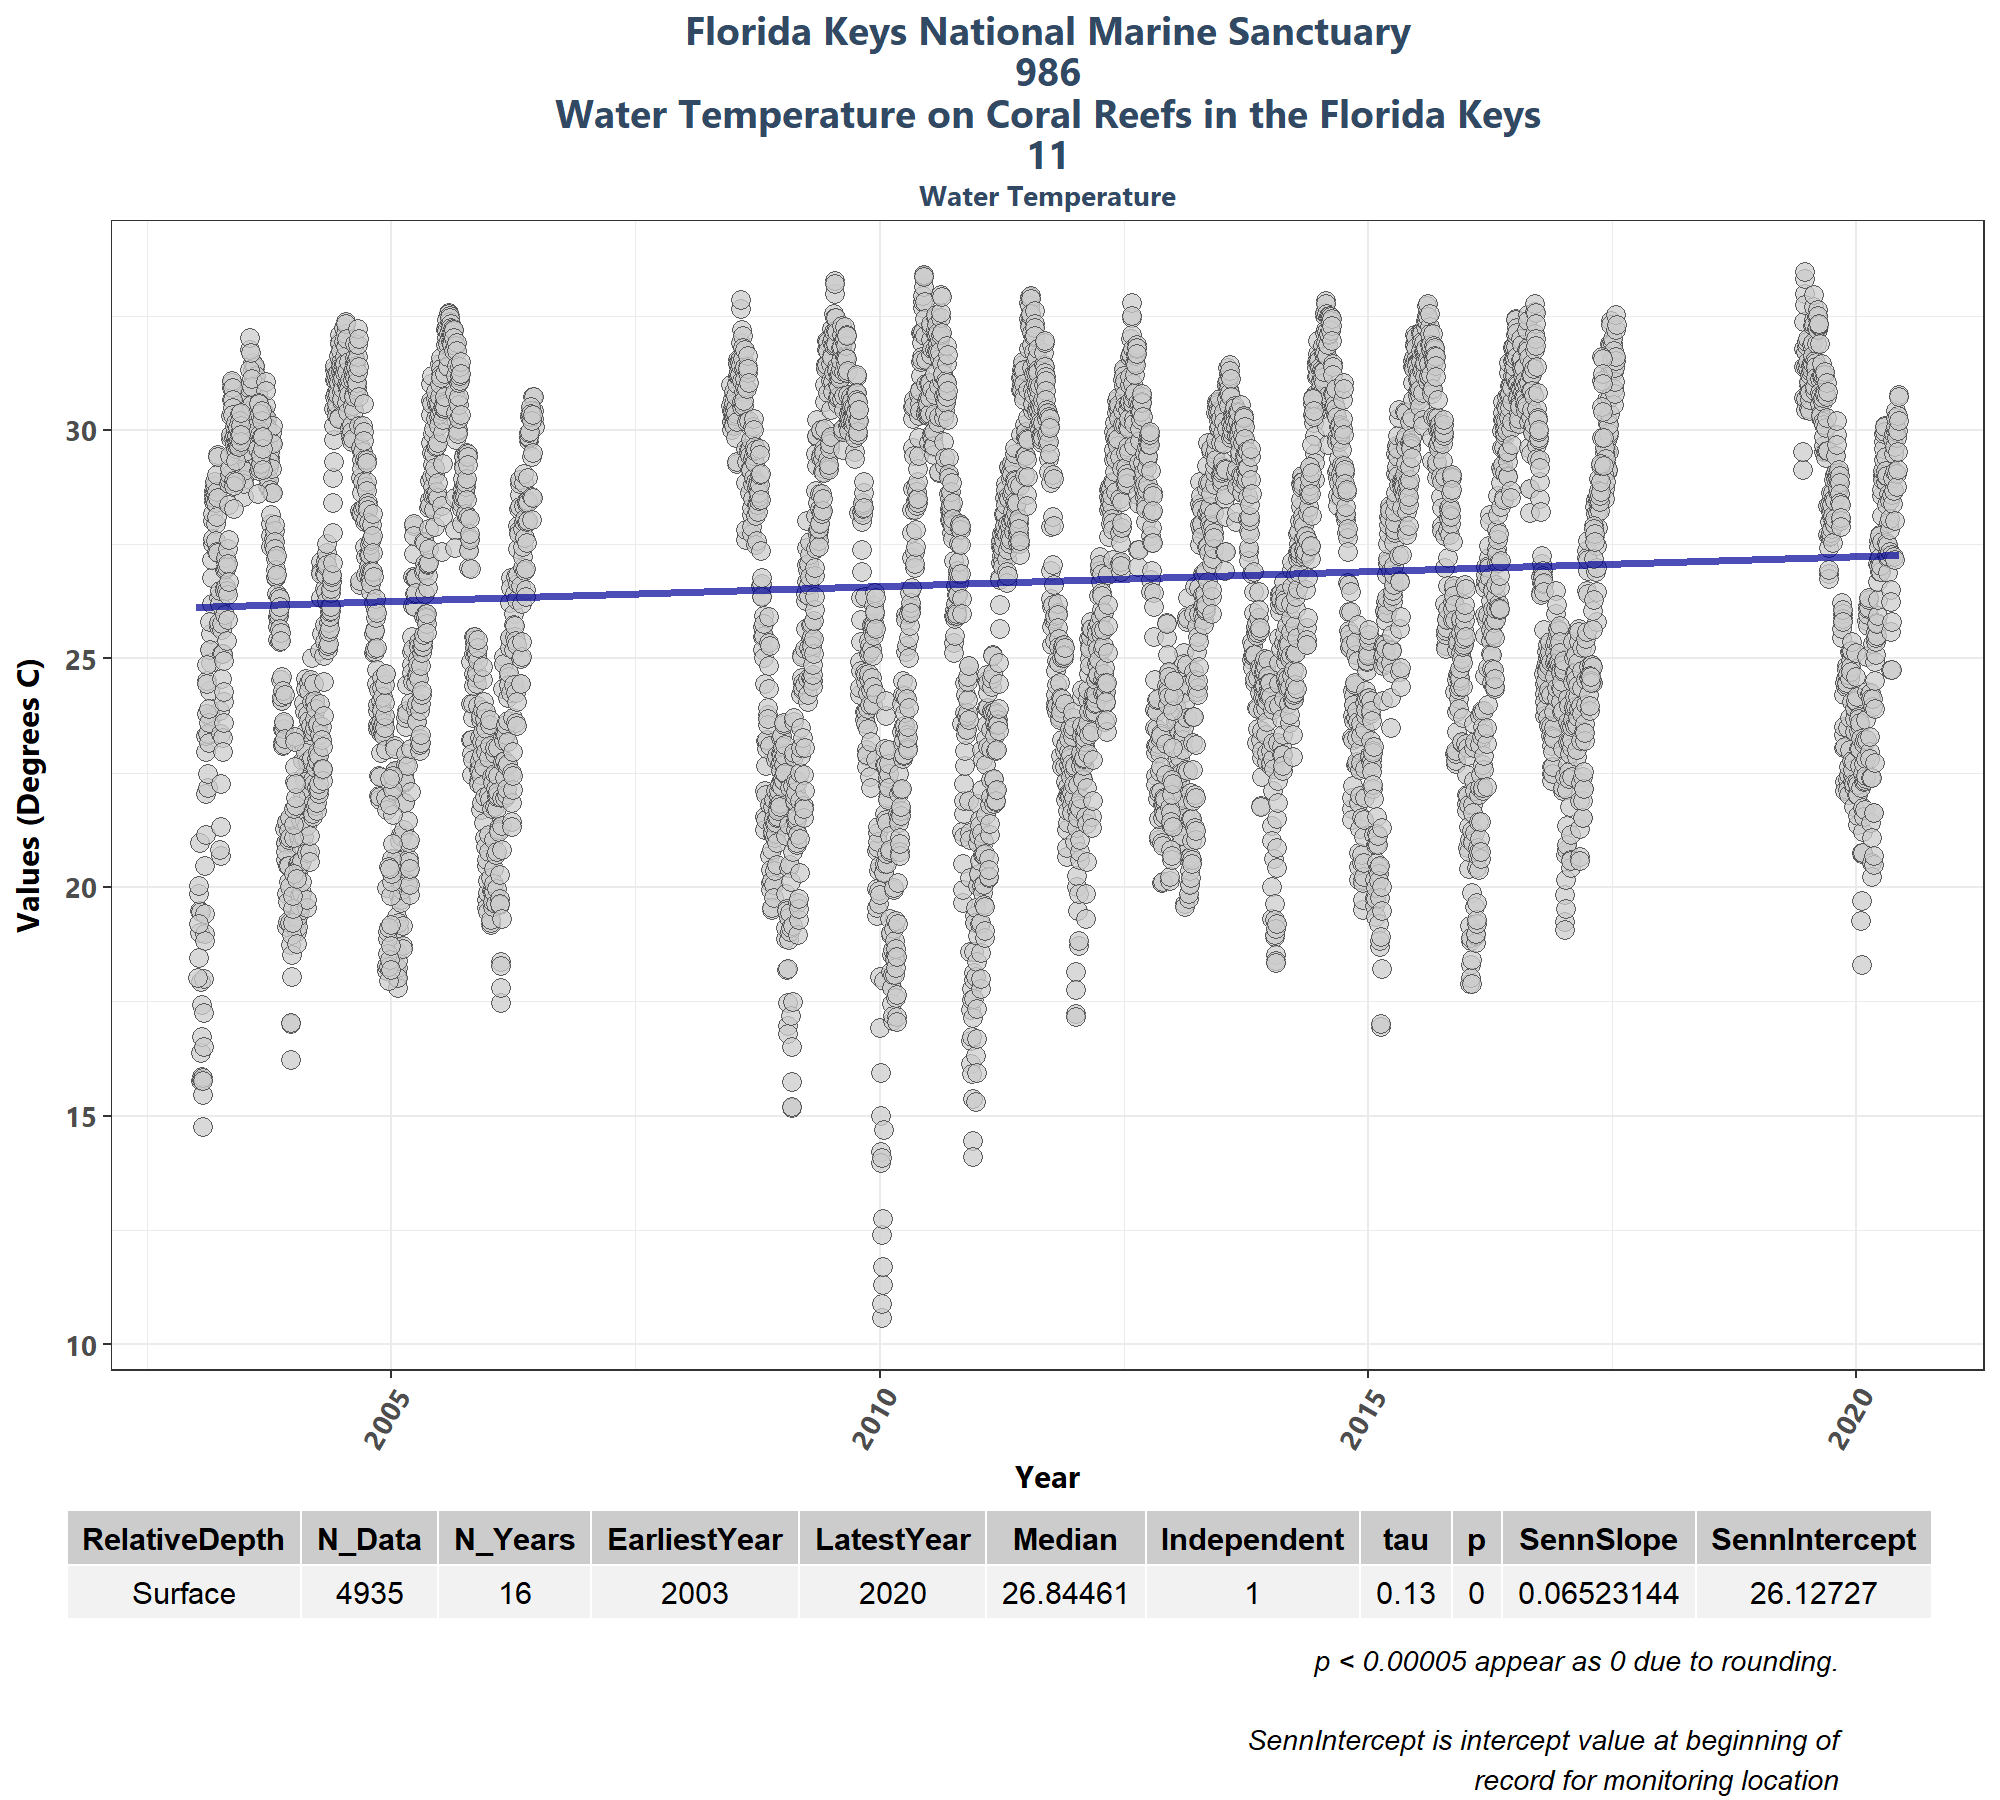 Florida Keys National Marine Sanctuary
986
Water Temperature on Coral Reefs in the Florida Keys
11
Water Temperature
Values (Degrees C)
30
25
20
15
10
2005
2010
2015
2020
Year
RelativeDepth N_Data N_Years EarliestYear LatestYear Median Independent tau p SennSlope SennIntercept
Surface 4935 16 2003 2020 26.84461 1 0.13 0 0.06523144 26.12727
p < 0.00005 appear as 0 due to rounding.
SennIntercept is intercept value at beginning of
record for monitoring location